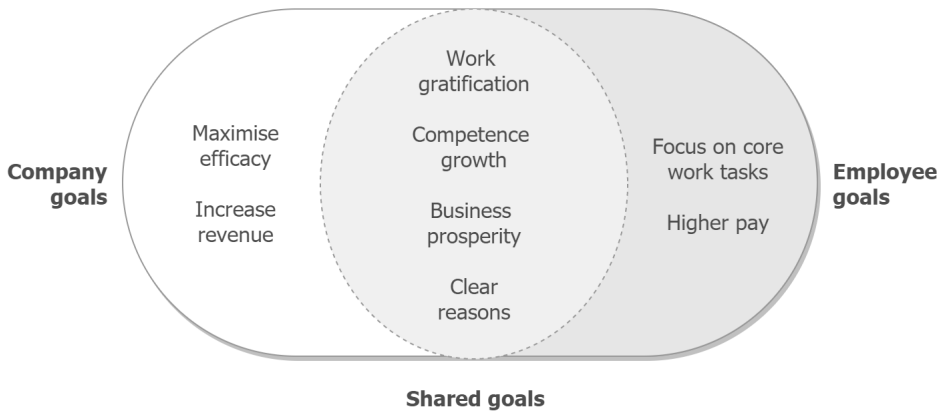 Company
goals
Maximise
efficacy
Increase
revenue
Work
gratification
Competence
growth
Business
prosperity
Clear
reasons
Focus on core
work tasks
Higher pay
Employee
goals
Shared goals